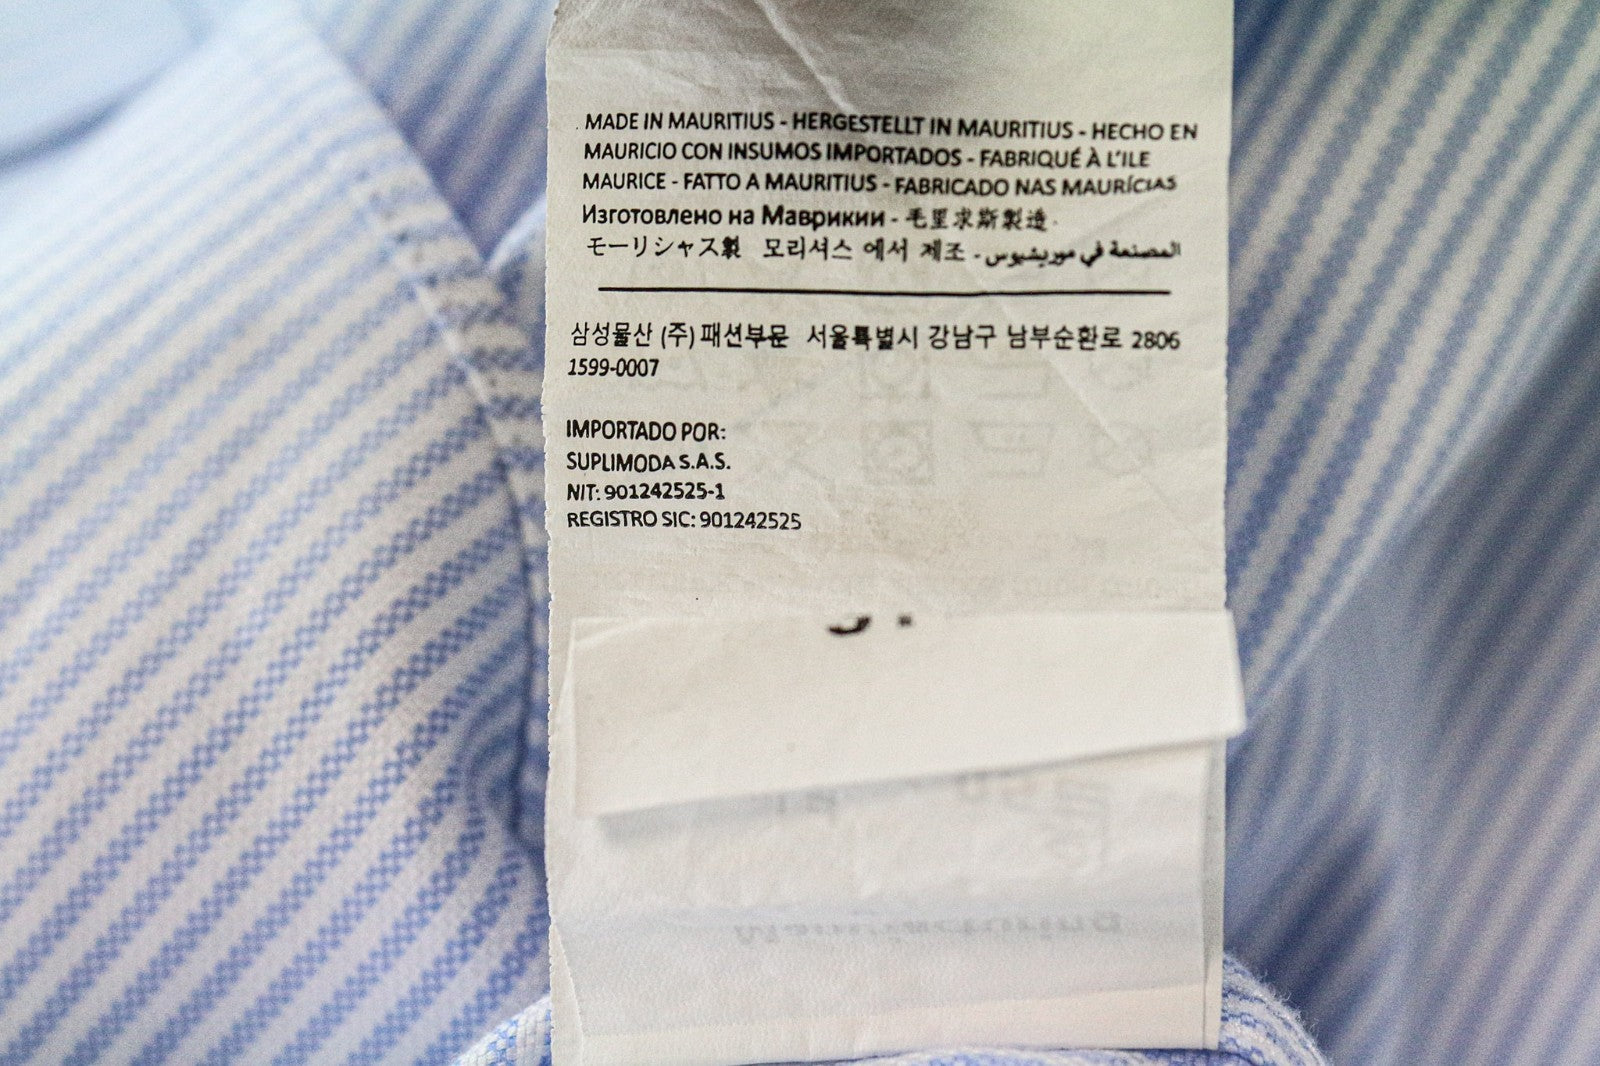 MADE IN MAURITIUS - HERGESTELLT IN MAURITIUS - HECHO EN
MAURICIO CON INSUMOS IMPORTADOS - FABRIQUÉ À L'ILE
MAURICE - FATTO A MAURITIUS - FABRICADO NAS MAURÍCIAS
Изготовлено на Маврикии - 毛里求斯製造
モーリシャス製 모리셔스 에서 제조 - المصنعة في موريشيوس
삼성물산 (주) 패션부문 서울특별시 강남구 남부순환로 2806
1599-0007
IMPORTADO POR:
SUPLIMODA S.A.S.
NIT: 901242525-1
REGISTRO SIC: 901242525